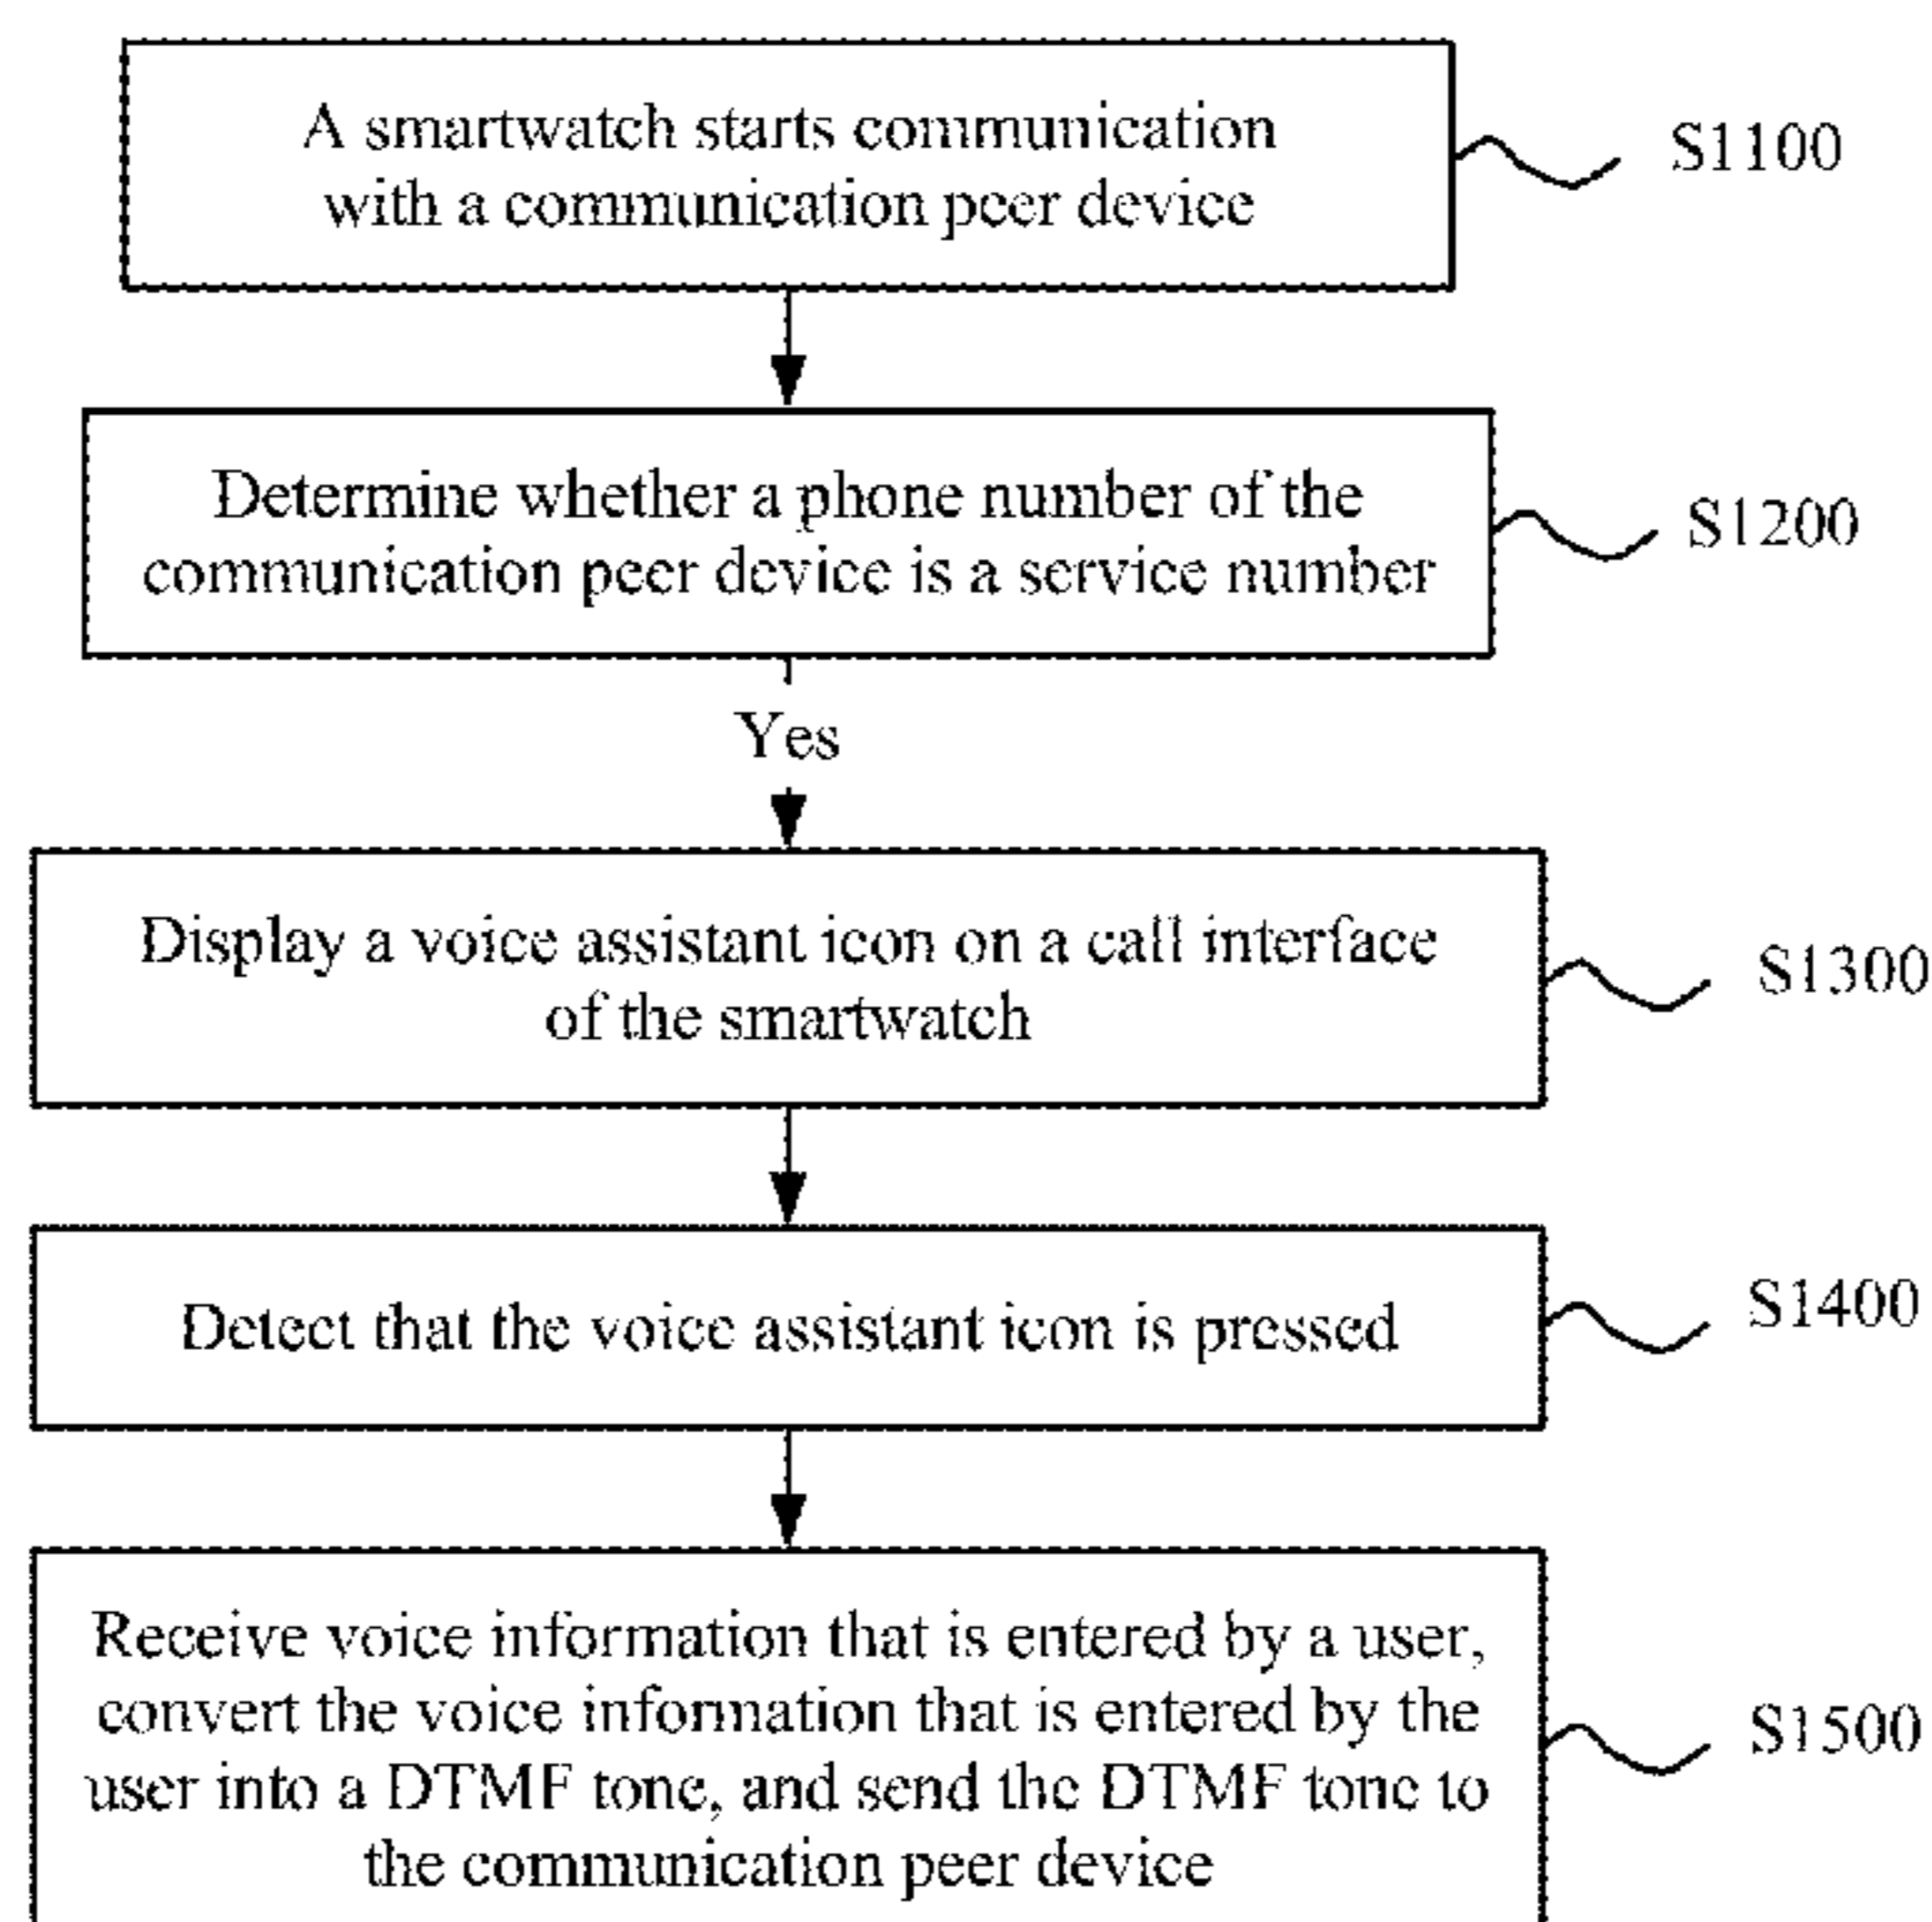 A smartwatch starts communication
with a communication peer device
S1100
Determine whether a phone number of the
communication peer device is a service number
S1200
Yes
Display a voice assistant icon on a call interface
of the smartwatch
S1300
Detect that the voice assistant icon is pressed
S1400
Receive voice information that is entered by a user,
convert the voice information that is entered by the
user into a DTMF tone, and send the DTMF tone to
the communication peer device
S1500